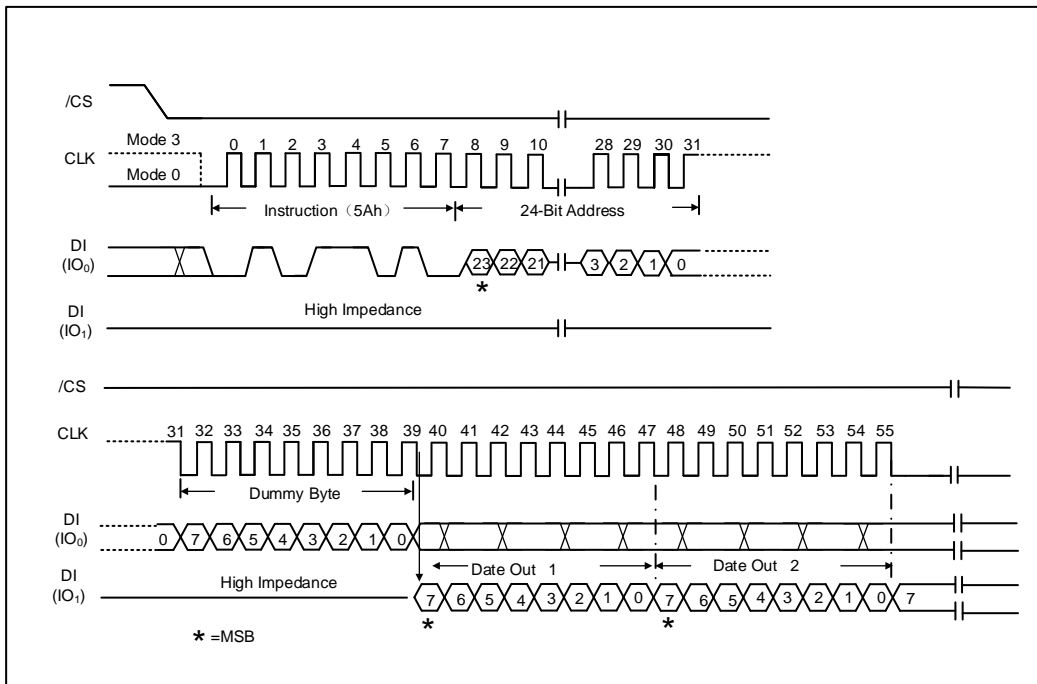 /CS
Mode 3
0 1 2 3 4 5 6 7 8 9 10 28 29 30 31
CLK
Mode 0
Instruction（5Ah） 24-Bit Address
DI
(IO0)
23 22 21 3 2 1 0
*
High Impedance
DI
(IO1)
/CS
31 32 33 34 35 36 37 38 39 40 41 42 43 44 45 46 47 48 49 50 51 52 53 54 55
CLK
Dummy Byte
DI
(IO0)
0 7 6 5 4 3 2 1 0
Date Out 1 Date Out 2
DI
(IO1)
High Impedance
7 6 5 4 3 2 1 0 7 6 5 4 3 2 1 0 7
* *
* =MSB